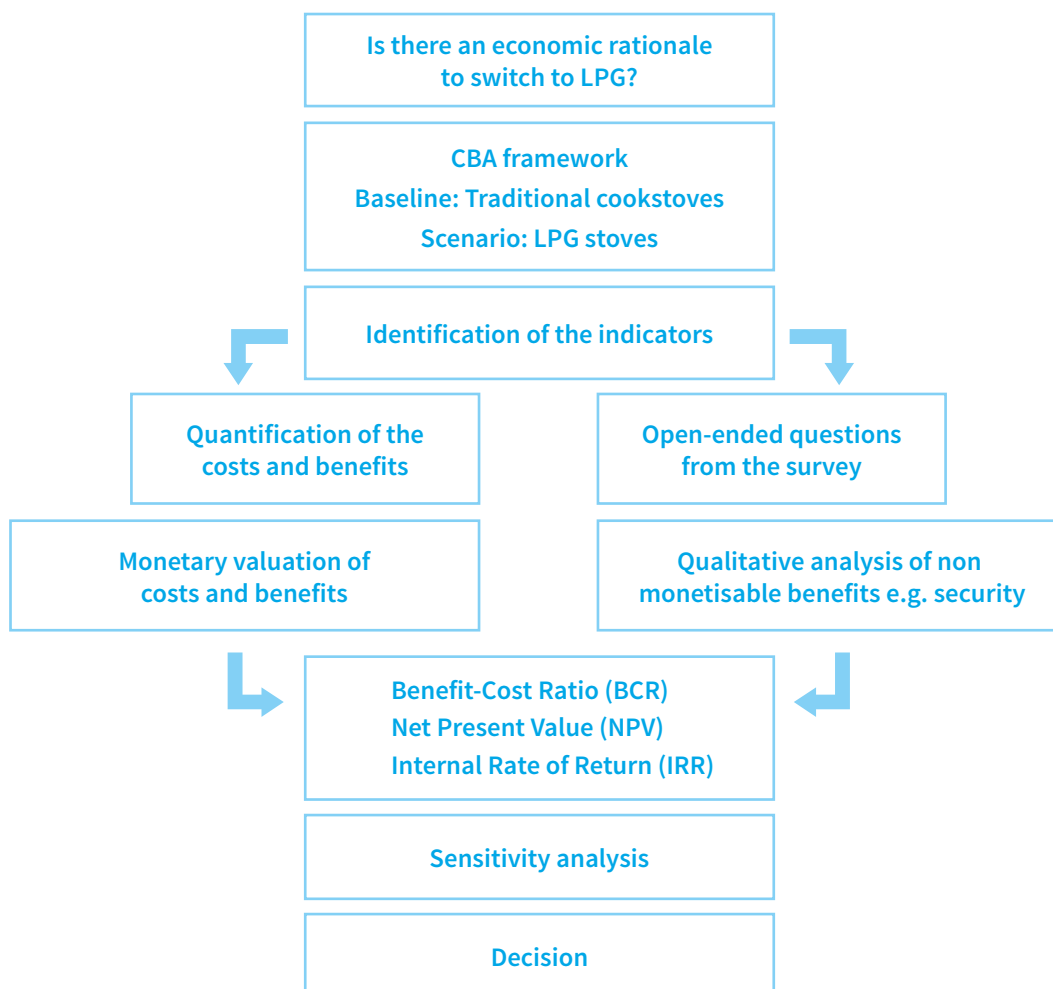 Is there an economic rationale
to switch to LPG?
CBA framework
Baseline: Traditional cookstoves
Scenario: LPG stoves
Identification of the indicators
Quantification of the
costs and benefits
Open-ended questions
from the survey
Monetary valuation of
costs and benefits
Qualitative analysis of non
monetisable benefits e.g. security
Benefit-Cost Ratio (BCR)
Net Present Value (NPV)
Internal Rate of Return (IRR)
Sensitivity analysis
Decision